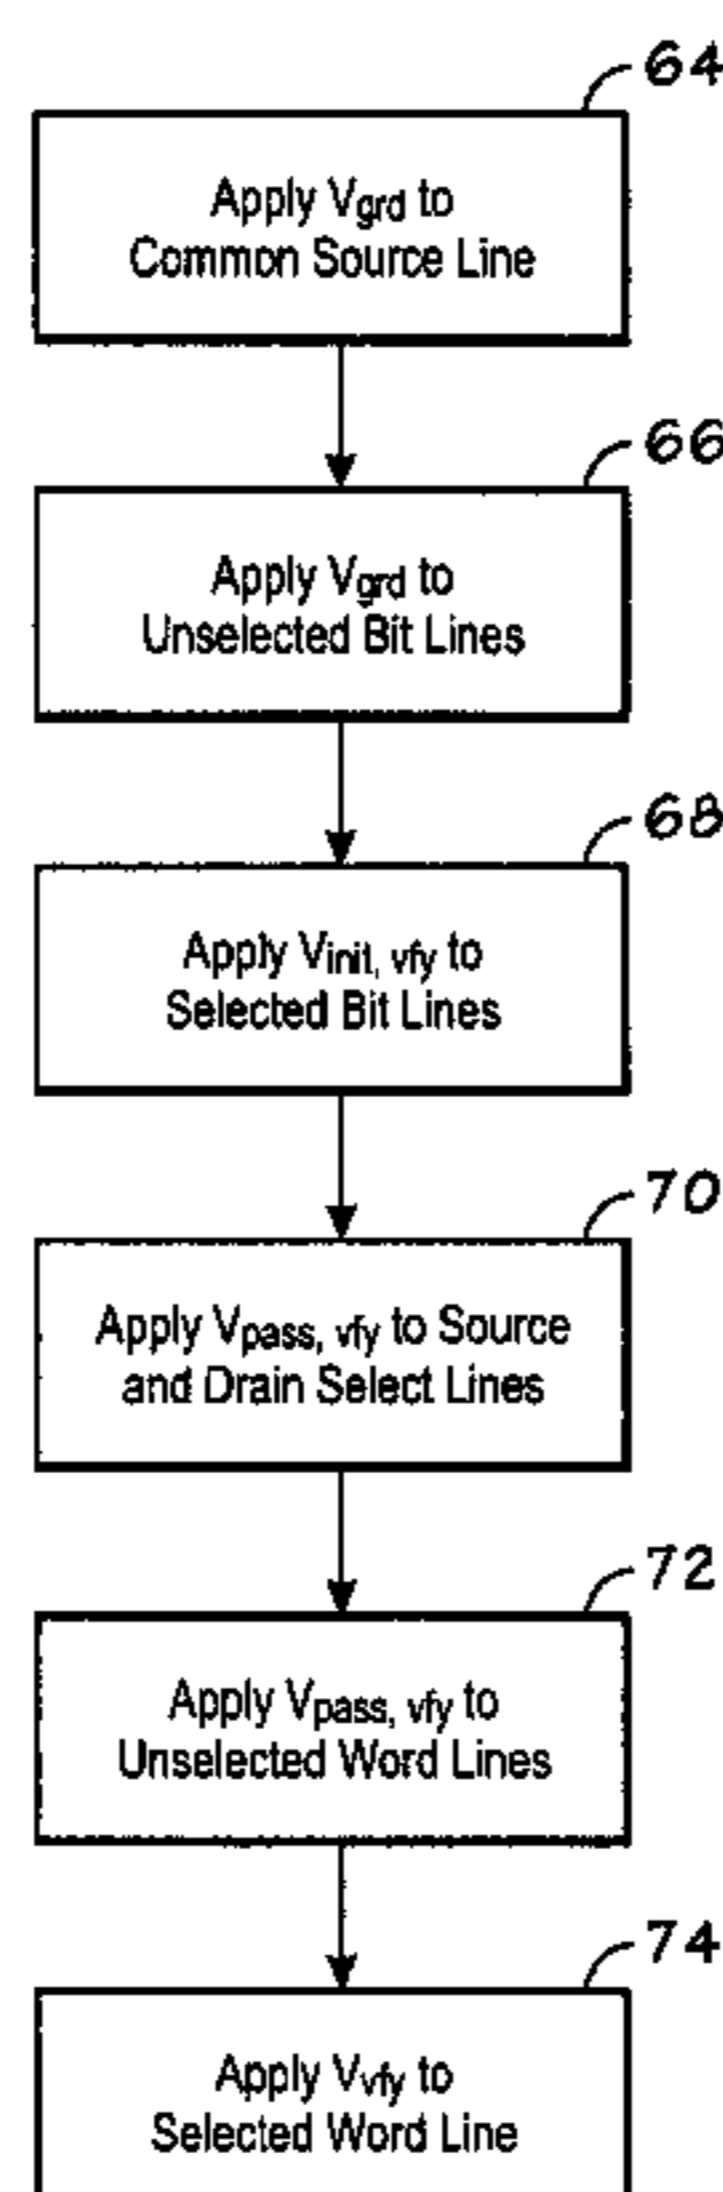 64
Apply Vgrd to
Common Source Line
66
Apply Vgrd to
Unselected Bit Lines
68
Apply Vinit, vfy to
Selected Bit Lines
70
Apply Vpass, vfy to Source
and Drain Select Lines
72
Apply Vpass, vfy to
Unselected Word Lines
74
Apply Vvfy to
Selected Word Line